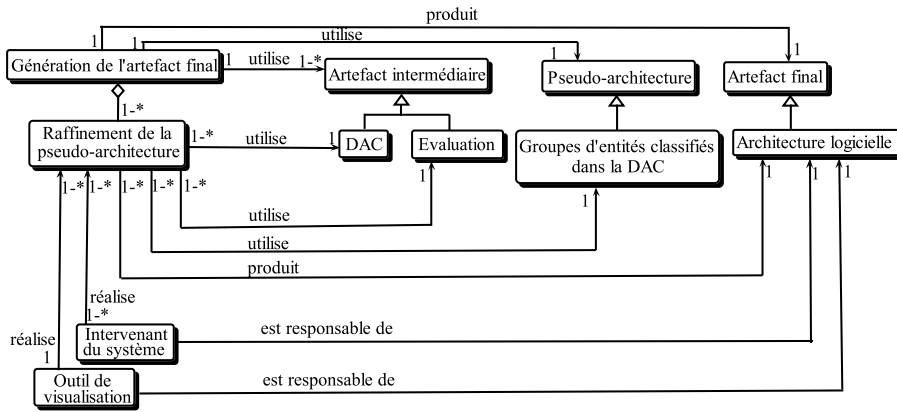 produit
1
1
utilise
1
1
Génération de l'artefact final
1
utilise
1-*
Artefact intermédiaire
Pseudo-architecture
Artefact final
1-*
Raffinement de la
pseudo-architecture
1-*
utilise
1
DAC
Evaluation
Groupes d'entités classifiés
dans la DAC
Architecture logicielle
1-*
1-*
1-*
1-*
1-*
1
1
1
1
1
utilise
utilise
produit
réalise
1-*
Intervenant
du système
est responsable de
réalise
1
Outil de
visualisation
est responsable de